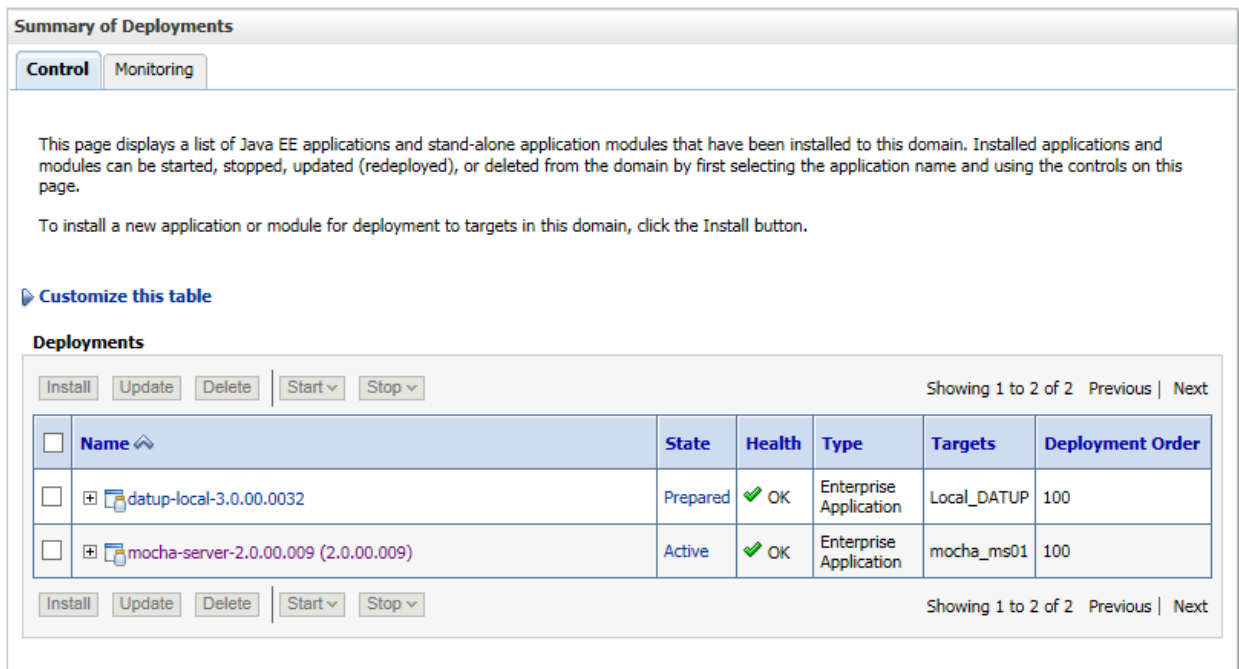 Summary of Deployments
Control Monitoring
This page displays a list of Java EE applications and stand-alone application modules that have been installed to this domain. Installed applications and
modules can be started, stopped, updated (redeployed), or deleted from the domain by first selecting the application name and using the controls on this
page.
To install a new application or module for deployment to targets in this domain, click the Install button.
Customize this table
Deployments
Install Update Delete Start Stop Showing 1 to 2 of 2 Previous | Next
Name State Health Type Targets Deployment Order
datup-local-3.0.00.0032 Prepared OK Enterprise Application Local_DATUP 100
mocha-server-2.0.00.009 (2.0.00.009) Active OK Enterprise Application mocha_ms01 100
Install Update Delete Start Stop Showing 1 to 2 of 2 Previous | Next